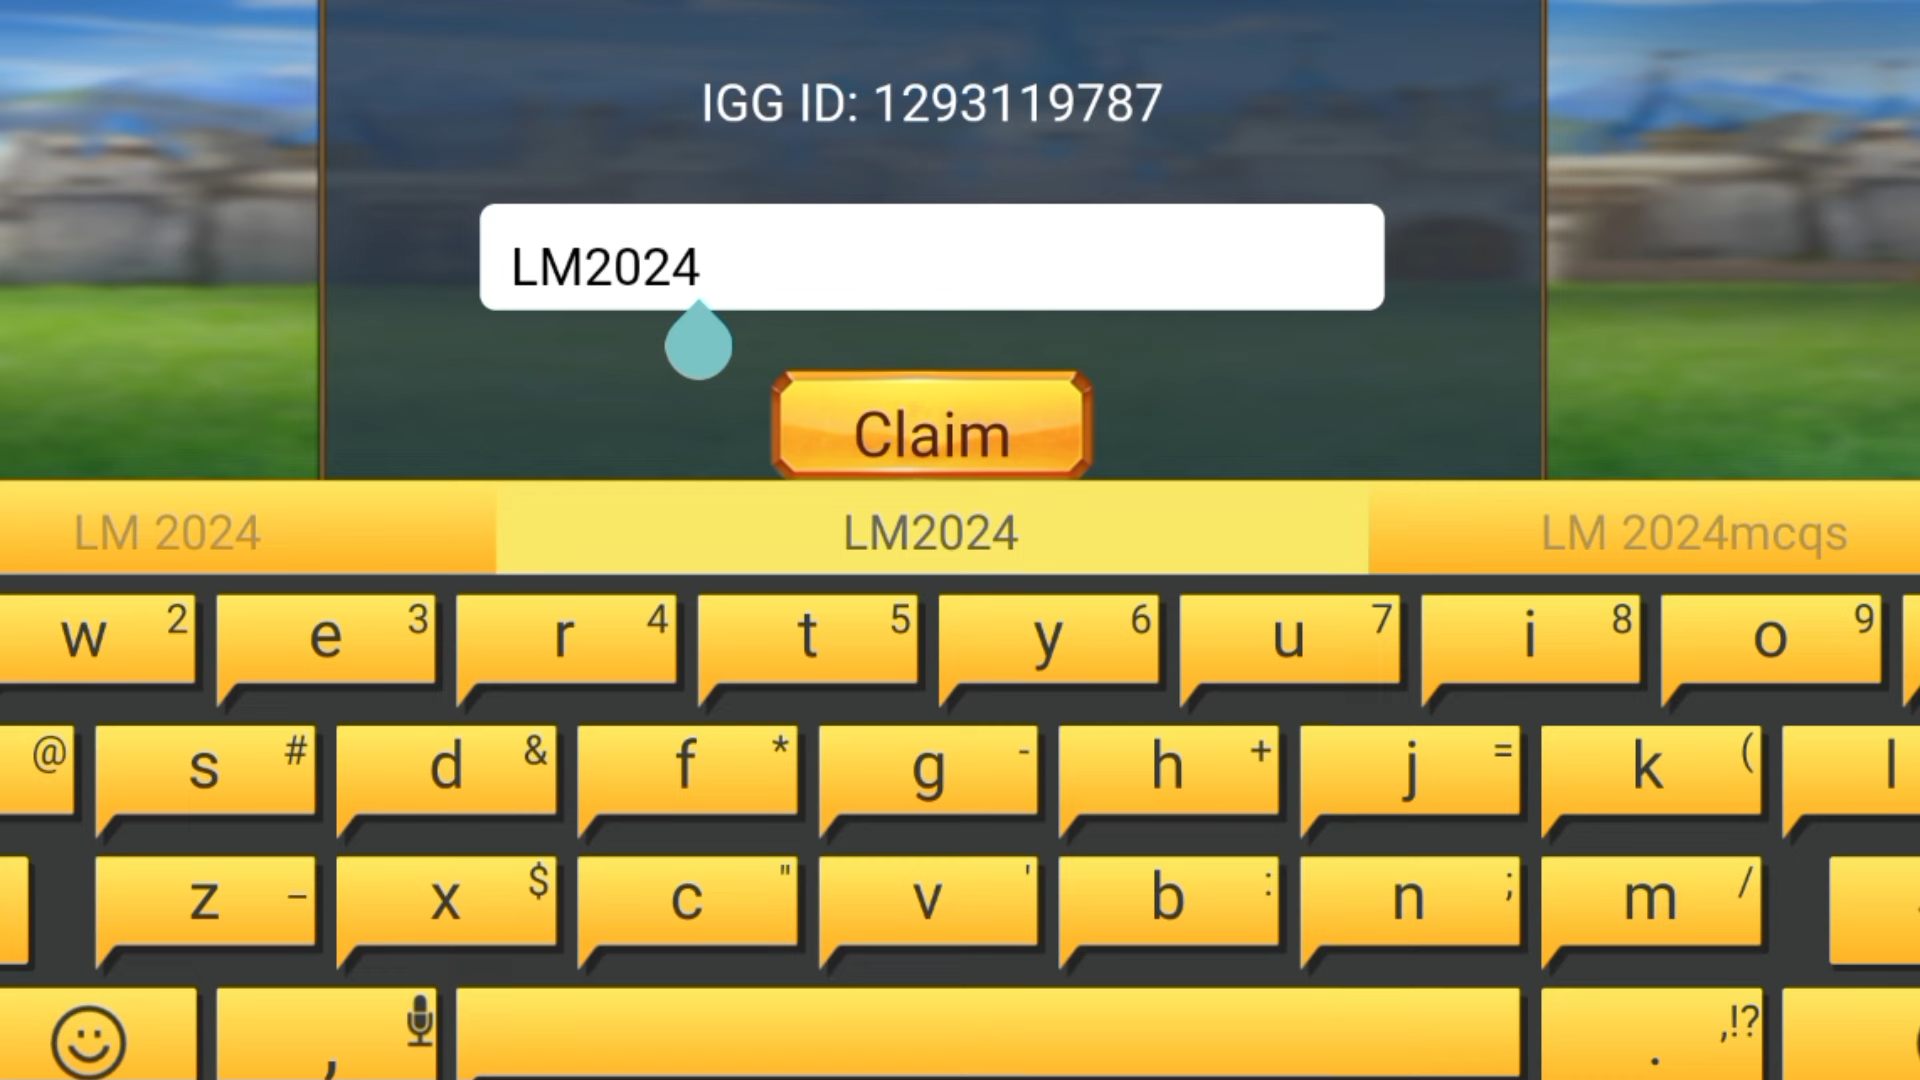 IGG ID: 1293119787
LM2024
Claim
LM 2024 LM2024 LM 2024mcqs
w 2 e 3 r 4 t 5 y 6 u 7 i 8 o 9
@ s # d & f * g - h + j = k ( l
z _ x $ c " v ' b : n ; m /
, . ,!?